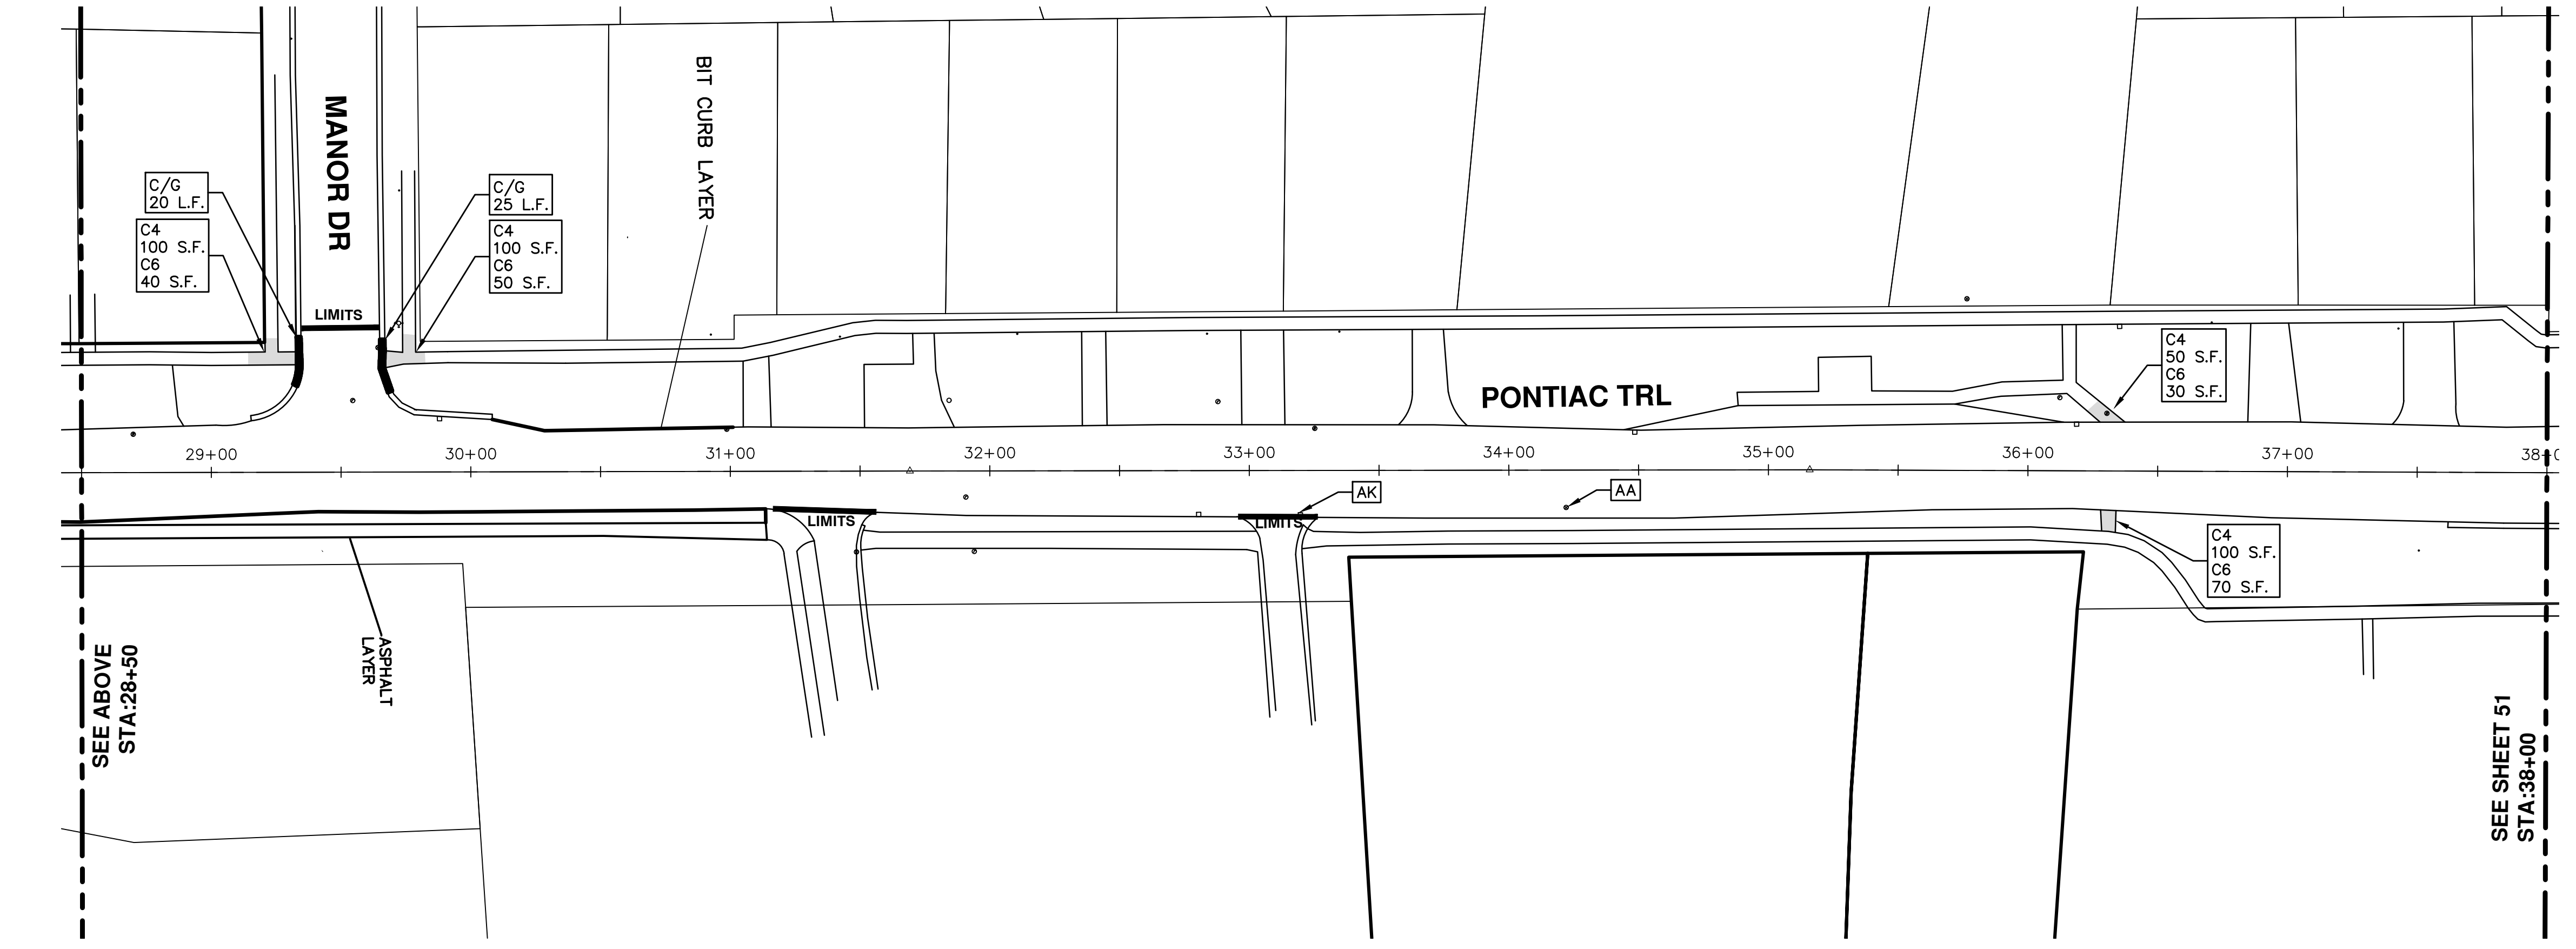 MANOR DR
BIT CURB LAYER
C/G
20 L.F.
C4
100 S.F.
C6
40 S.F.
C/G
25 L.F.
C4
100 S.F.
C6
50 S.F.
LIMITS
PONTIAC TRL
C4
50 S.F.
C6
30 S.F.
29+00
30+00
31+00
32+00
33+00
34+00
35+00
36+00
37+00
38+0
AK
AA
LIMITS
LIMITS
C4
100 S.F.
C6
70 S.F.
ASPHALT
LAYER
SEE ABOVE
STA:28+50
SEE SHEET 51
STA:38+00